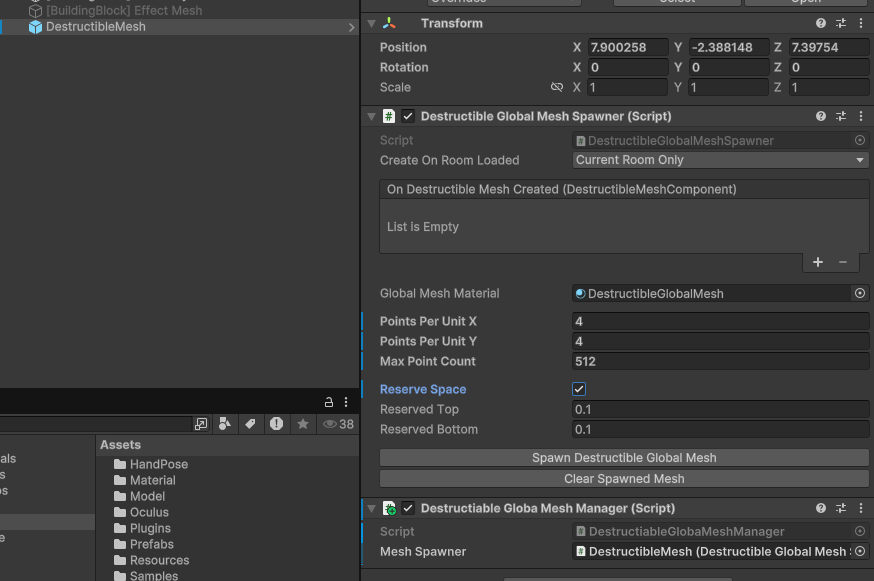 [BuildingBlock] Effect Mesh
DestructibleMesh
Overrides Select Open
Transform
Position X 7.900258 Y -2.388148 Z 7.39754
Rotation X 0 Y 0 Z 0
Scale X 1 Y 1 Z 1
# Destructible Global Mesh Spawner (Script)
Script # DestructibleGlobalMeshSpawner
Create On Room Loaded Current Room Only
On Destructible Mesh Created (DestructibleMeshComponent)
List is Empty
+ −
Global Mesh Material DestructibleGlobalMesh
Points Per Unit X 4
Points Per Unit Y 4
Max Point Count 512
Reserve Space
Reserved Top 0.1
Reserved Bottom 0.1
Spawn Destructible Global Mesh
Clear Spawned Mesh
# Destructiable Globa Mesh Manager (Script)
Script # DestructiableGlobaMeshManager
Mesh Spawner # DestructibleMesh (Destructible Global Mesh
38
als
s
os
e
Assets
HandPose
Material
Model
Oculus
Plugins
Prefabs
Resources
Samples